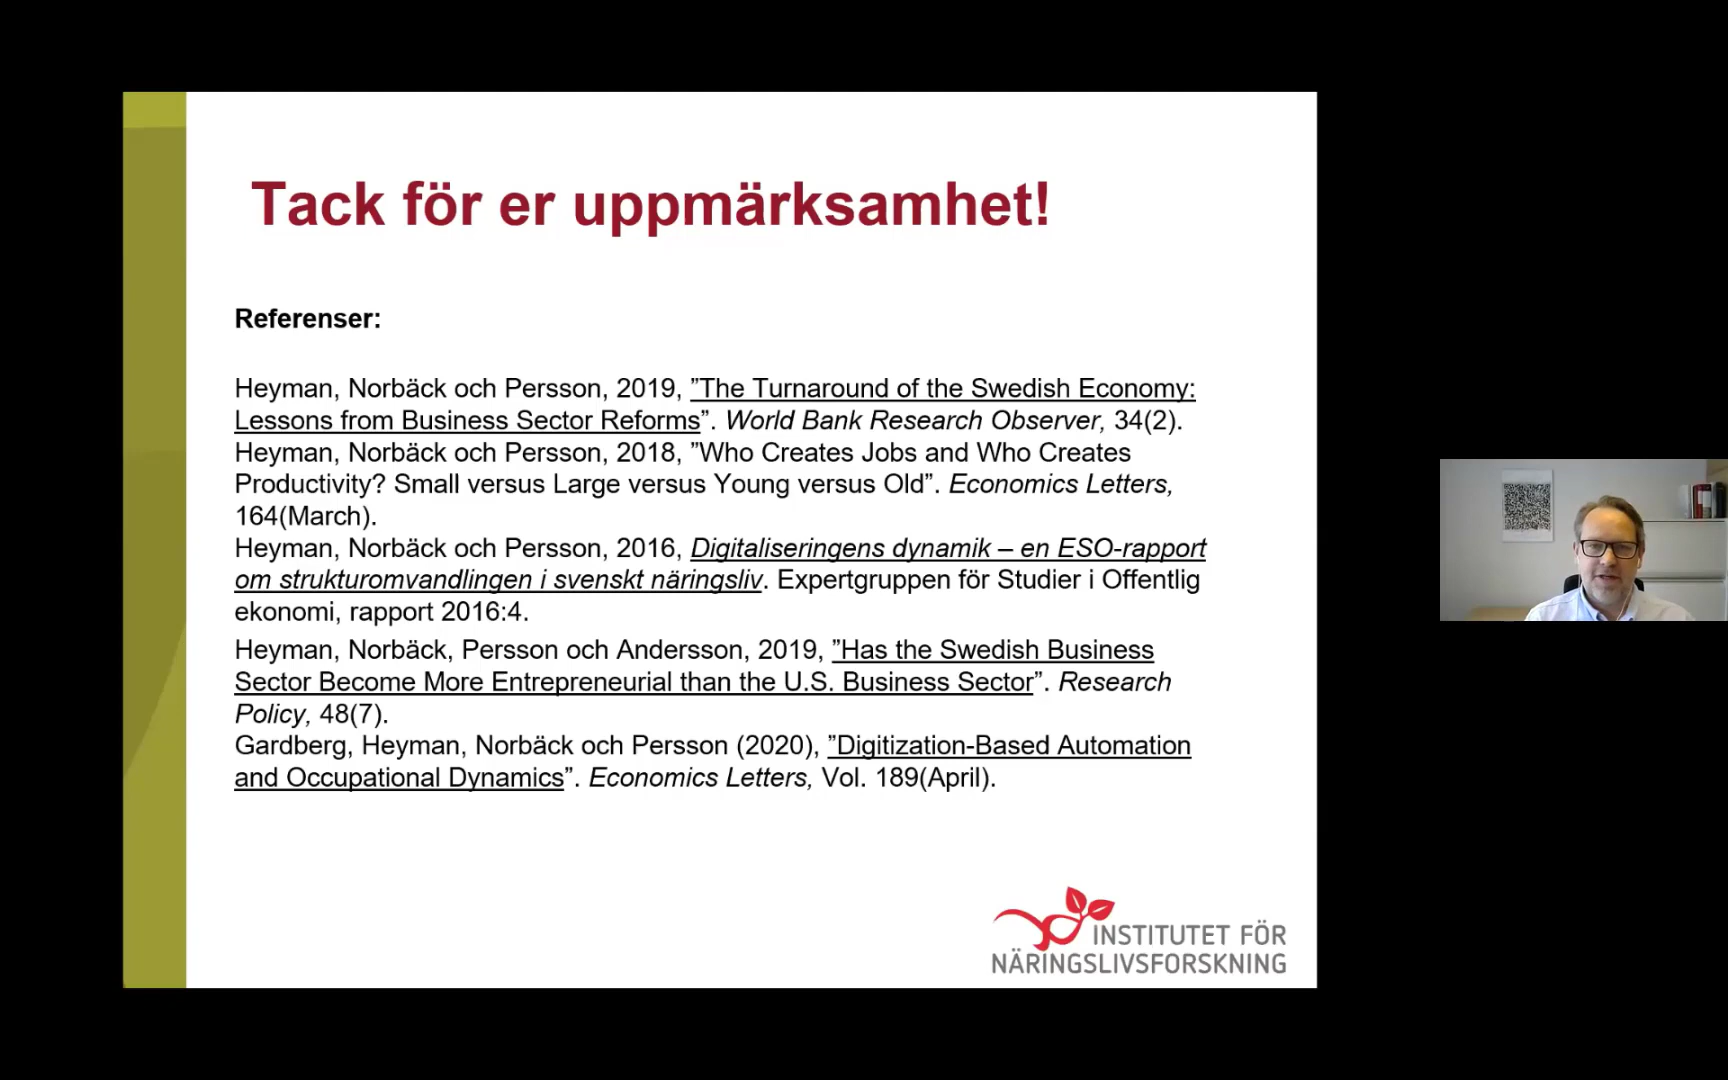 Tack för er uppmärksamhet!
Referenser:
Heyman, Norbäck och Persson, 2019, ”The Turnaround of the Swedish Economy:
Lessons from Business Sector Reforms”. World Bank Research Observer, 34(2).
Heyman, Norbäck och Persson, 2018, ”Who Creates Jobs and Who Creates
Productivity? Small versus Large versus Young versus Old”. Economics Letters,
164(March).
Heyman, Norbäck och Persson, 2016, Digitaliseringens dynamik – en ESO-rapport
om strukturomvandlingen i svenskt näringsliv. Expertgruppen för Studier i Offentlig
ekonomi, rapport 2016:4.
Heyman, Norbäck, Persson och Andersson, 2019, ”Has the Swedish Business
Sector Become More Entrepreneurial than the U.S. Business Sector”. Research
Policy, 48(7).
Gardberg, Heyman, Norbäck och Persson (2020), ”Digitization-Based Automation
and Occupational Dynamics”. Economics Letters, Vol. 189(April).
INSTITUTET FÖR
NÄRINGSLIVSFORSKNING